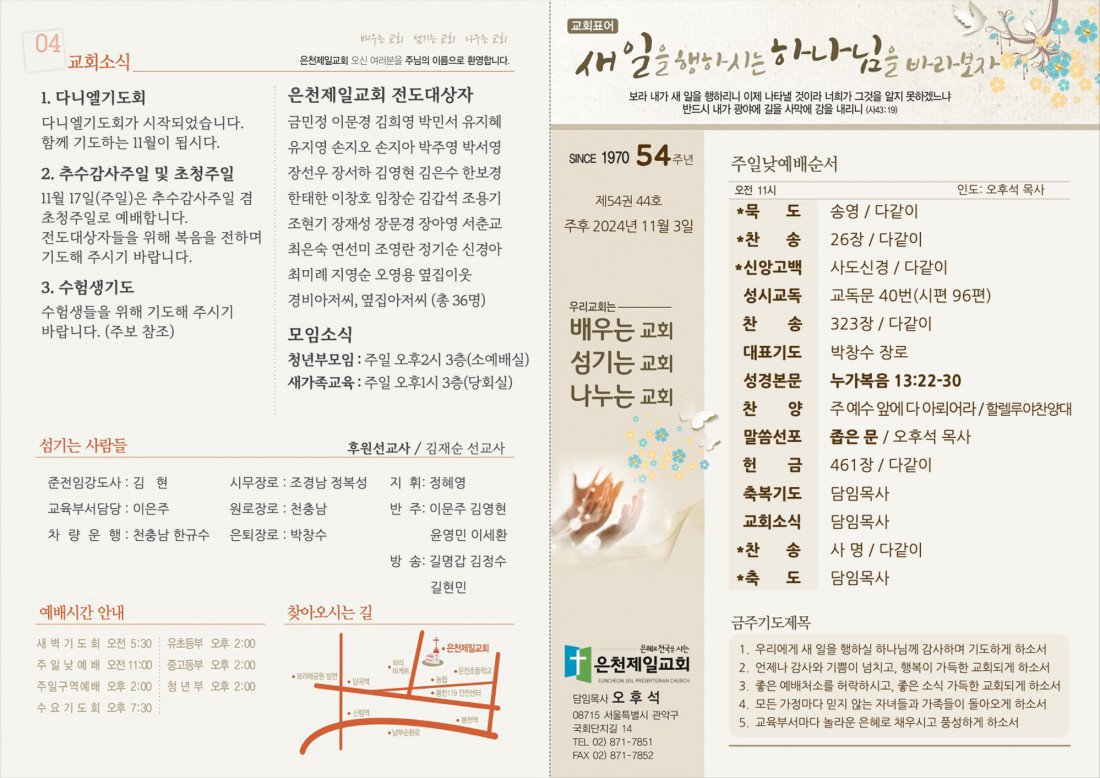 04
교회소식
배우는 교회 섬기는 교회 나누는 교회
은천제일교회 오신 여러분을 주님의 이름으로 환영합니다.
1. 다니엘기도회
다니엘기도회가 시작되었습니다.
함께 기도하는 11월이 됩시다.
2. 추수감사주일 및 초청주일
11월 17일(주일)은 추수감사주일 겸
초청주일로 예배합니다.
전도대상자들을 위해 복음을 전하며
기도해 주시기 바랍니다.
3. 수험생기도
수험생들을 위해 기도해 주시기
바랍니다. (주보 참조)
은천제일교회 전도대상자
금민정 이문경 김희영 박민서 유지혜
유지영 손지오 손지아 박주영 박서영
장선우 장서하 김영현 김은수 한보경
한태한 이창호 임창순 김갑석 조용기
조현기 장재성 장문경 장아영 서춘교
최은숙 연선미 조영란 정기순 신경아
최미례 지영순 오영용 옆집이웃
경비아저씨, 옆집아저씨 (총 36명)
모임소식
청년부모임 : 주일 오후2시 3층(소예배실)
새가족교육 : 주일 오후1시 3층(당회실)
섬기는 사람들
후원선교사 / 김재순 선교사
준전임강도사 : 김 현
교육부서담당 : 이은주
차 량 운 행 : 천충남 한규수
시무장로 : 조경남 정복성
원로장로 : 천충남
은퇴장로 : 박창수
지 휘: 정혜영
반 주: 이문주 김영현
윤영민 이세환
방 송: 길명갑 김정수
길현민
예배시간 안내
새 벽 기 도 회 오전 5:30
주 일 낮 예 배 오전 11:00
주일구역예배 오후 2:00
수 요 기 도 회 오후 7:30
유초등부 오후 2:00
중고등부 오후 2:00
청 년 부 오후 2:00
찾아오시는 길
은천제일교회
파리
바게뜨
은천초등학교
농협
보라매공원 방면
당곡역
봉천119 안전센터
신림역
봉천역
남부순환로
교회표어
새 일을 행하시는 하나님을 바라보자
보라 내가 새 일을 행하리니 이제 나타낼 것이라 너희가 그것을 알지 못하겠느냐
반드시 내가 광야에 길을 사막에 강을 내리니 (사43:19)
SINCE 1970 54주년
제54권 44호
주후 2024년 11월 3일
우리교회는
배우는 교회
섬기는 교회
나누는 교회
은혜로 천국을 사는
은천제일교회
EUNCHEON JEIL PRESBYTERIAN CHURCH
담임목사 오 후 석
08715 서울특별시 관악구
국회단지길 14
TEL 02) 871-7851
FAX 02) 871-7852
주일낮예배순서
오전 11시 인도: 오후석 목사
*묵 도 송영 / 다같이
*찬 송 26장 / 다같이
*신앙고백 사도신경 / 다같이
성시교독 교독문 40번(시편 96편)
찬 송 323장 / 다같이
대표기도 박창수 장로
성경본문 누가복음 13:22-30
찬 양 주 예수 앞에 다 아뢰어라 / 할렐루야찬양대
말씀선포 좁은 문 / 오후석 목사
헌 금 461장 / 다같이
축복기도 담임목사
교회소식 담임목사
*찬 송 사 명 / 다같이
*축 도 담임목사
금주기도제목
1. 우리에게 새 일을 행하실 하나님께 감사하며 기도하게 하소서
2. 언제나 감사와 기쁨이 넘치고, 행복이 가득한 교회되게 하소서
3. 좋은 예배처소를 허락하시고, 좋은 소식 가득한 교회되게 하소서
4. 모든 가정마다 믿지 않는 자녀들과 가족들이 돌아오게 하소서
5. 교육부서마다 놀라운 은혜로 채우시고 풍성하게 하소서